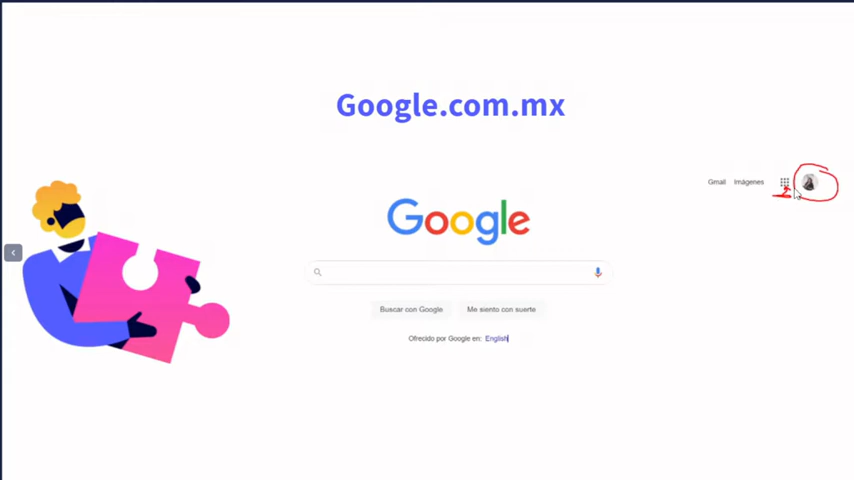 Google.com.mx
Gmail Imágenes
Google
Buscar con Google Me siento con suerte
Ofrecido por Google en: English